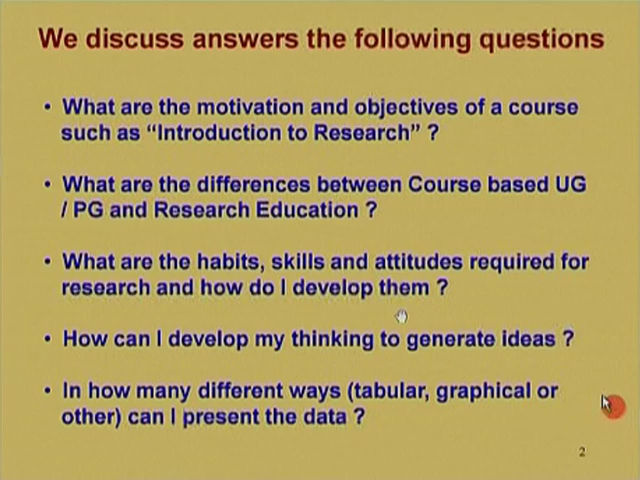 We discuss answers the following questions
• What are the motivation and objectives of a course
such as “Introduction to Research” ?
• What are the differences between Course based UG
/ PG and Research Education ?
• What are the habits, skills and attitudes required for
research and how do I develop them ?
• How can I develop my thinking to generate ideas ?
• In how many different ways (tabular, graphical or
other) can I present the data ?
2